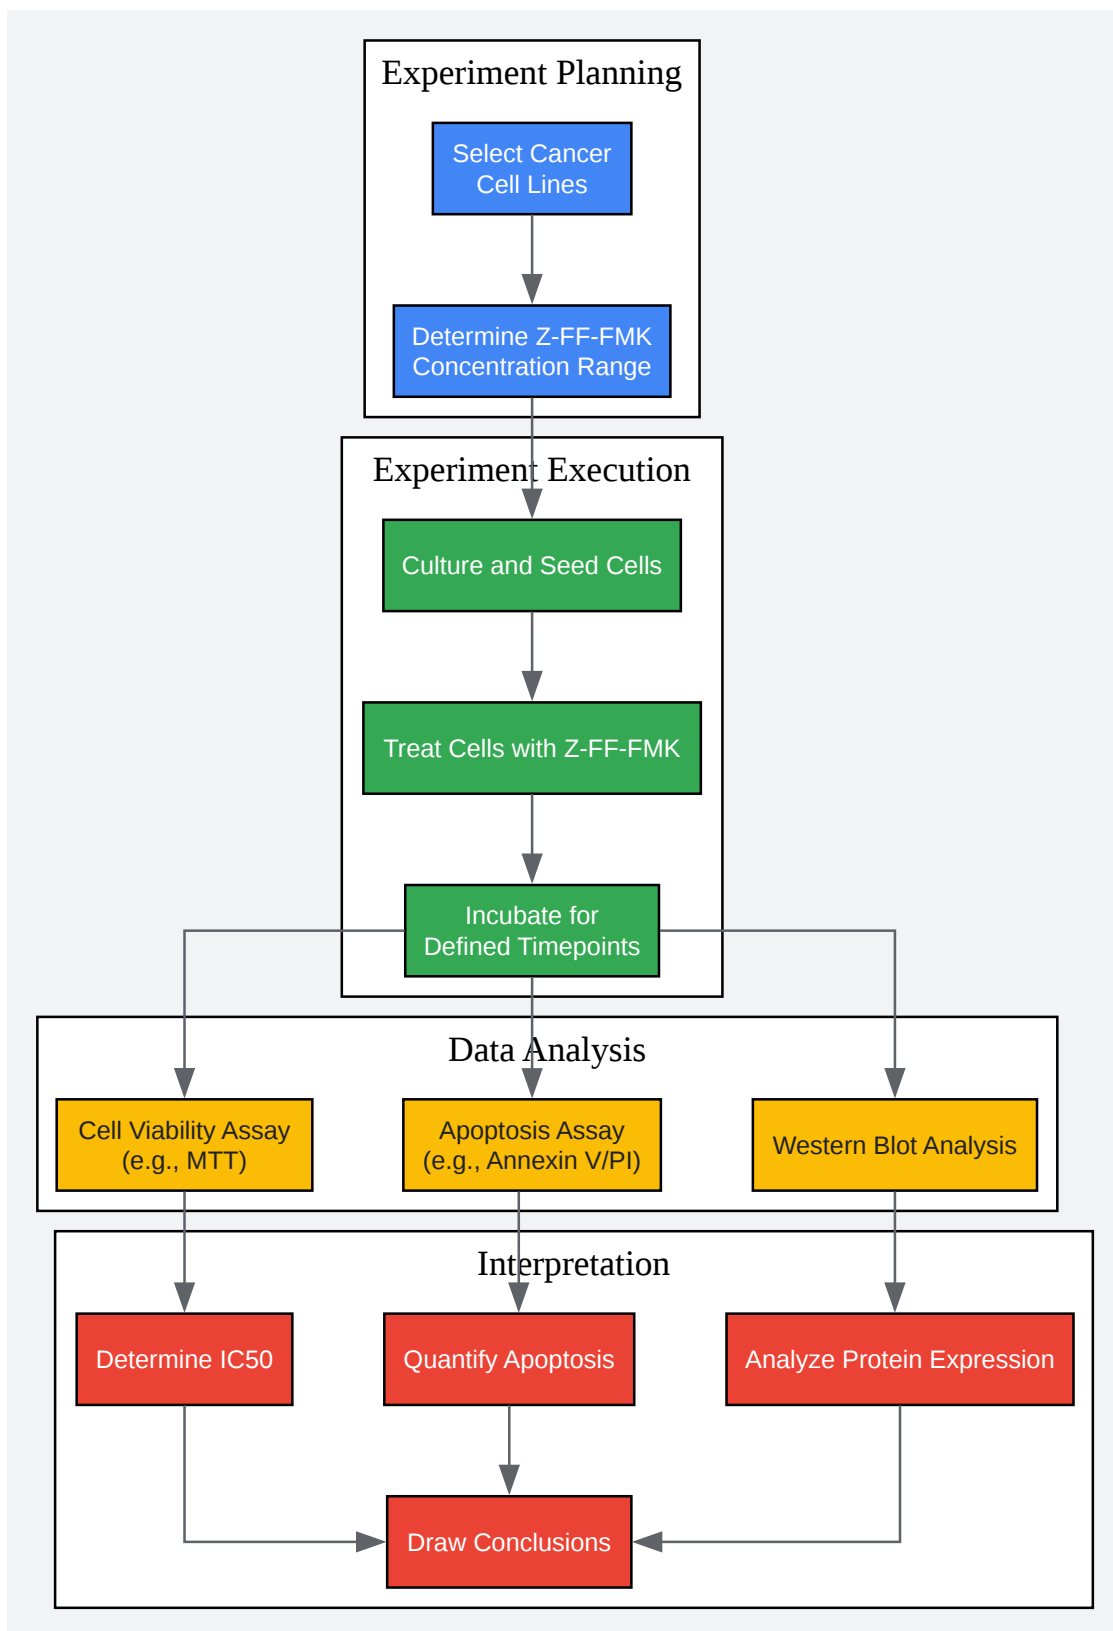 Experiment Planning
Select Cancer
Cell Lines
Determine Z-FF-FMK
Concentration Range
Experiment Execution
Culture and Seed Cells
Treat Cells with Z-FF-FMK
Incubate for
Defined Timepoints
Data Analysis
Cell Viability Assay
(e.g., MTT)
Apoptosis Assay
(e.g., Annexin V/PI)
Western Blot Analysis
Interpretation
Determine IC50
Quantify Apoptosis
Analyze Protein Expression
Draw Conclusions